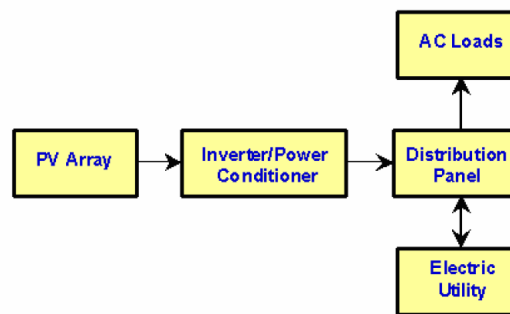 AC Loads
PV Array
Inverter/Power
Conditioner
Distribution
Panel
Electric
Utility